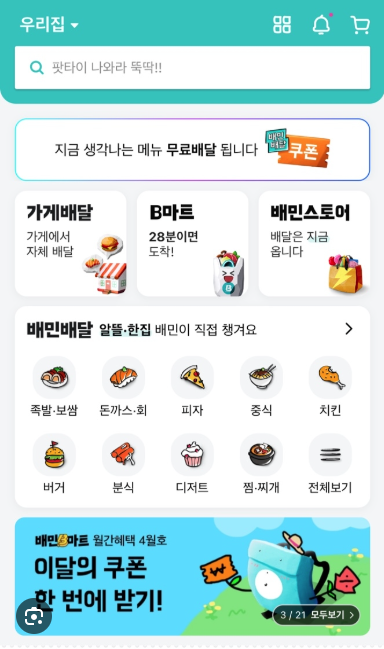 우리집
팟타이 나와라 뚝딱!!
지금 생각나는 메뉴 무료배달 됩니다
배민배달
쿠폰
가게배달
가게에서
자체 배달
B마트
28분이면
도착!
배민스토어
배달은 지금
옵니다
배민배달 알뜰·한집 배민이 직접 챙겨요
족발·보쌈
돈까스·회
피자
중식
치킨
버거
분식
디저트
찜·찌개
전체보기
배민B마트 월간혜택 4월호
이달의 쿠폰
한 번에 받기!
3 / 21 모두보기